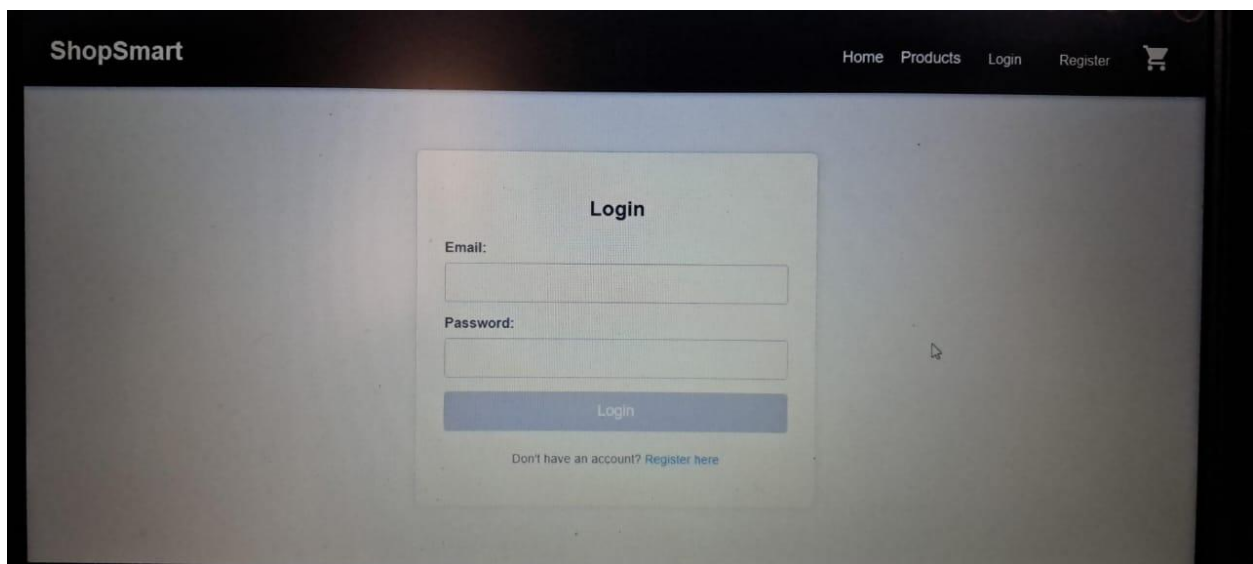 ShopSmart
Home Products Login Register
Login
Email:
Password:
Login
Don't have an account? Register here